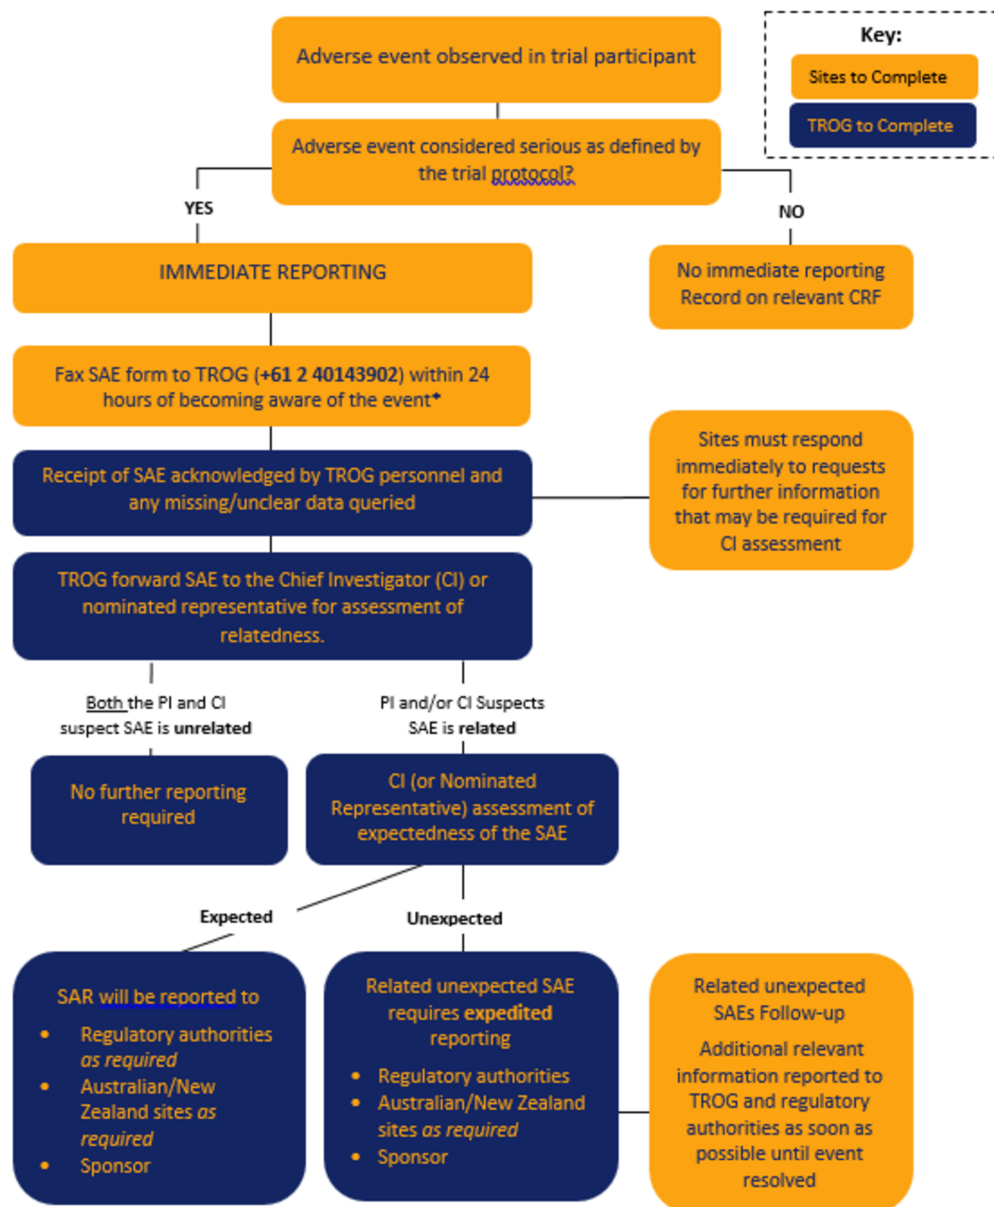 Adverse event observed in trial participant
Key:
Sites to Complete
TROG to Complete
Adverse event considered serious as defined by
the trial protocol?
YES
NO
IMMEDIATE REPORTING
No immediate reporting
Record on relevant CRF
Fax SAE form to TROG (+61 2 40143902) within 24
hours of becoming aware of the event*
Receipt of SAE acknowledged by TROG personnel and
any missing/unclear data queried
Sites must respond
immediately to requests
for further information
that may be required for
CI assessment
TROG forward SAE to the Chief Investigator (CI) or
nominated representative for assessment of
relatedness.
Both the PI and CI
suspect SAE is unrelated
PI and/or CI Suspects
SAE is related
No further reporting
required
CI (or Nominated
Representative) assessment of
expectedness of the SAE
Expected
Unexpected
SAR will be reported to
• Regulatory authorities
as required
• Australian/New
Zealand sites as
required
• Sponsor
Related unexpected SAE
requires expedited
reporting
• Regulatory authorities
• Australian/New Zealand
sites as required
• Sponsor
Related unexpected
SAEs Follow-up
Additional relevant
information reported to
TROG and regulatory
authorities as soon as
possible until event
resolved